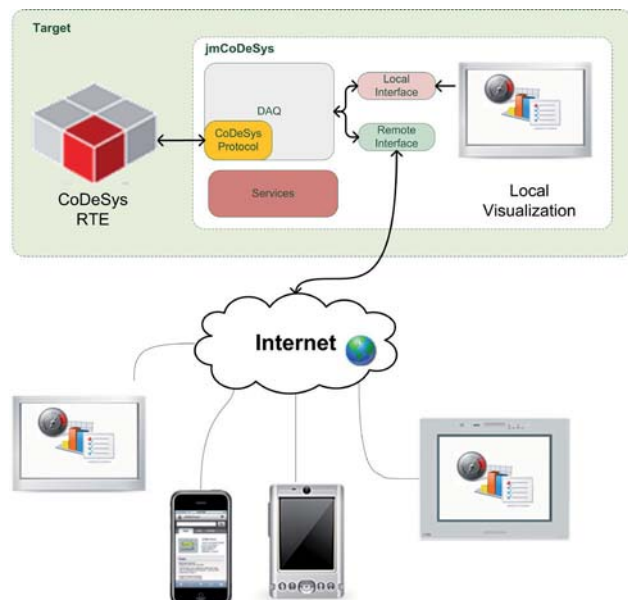 Target
jmCoDeSys
DAQ
CoDeSys
Protocol
Local
Interface
Remote
Interface
Services
CoDeSys
RTE
Local
Visualization
Internet